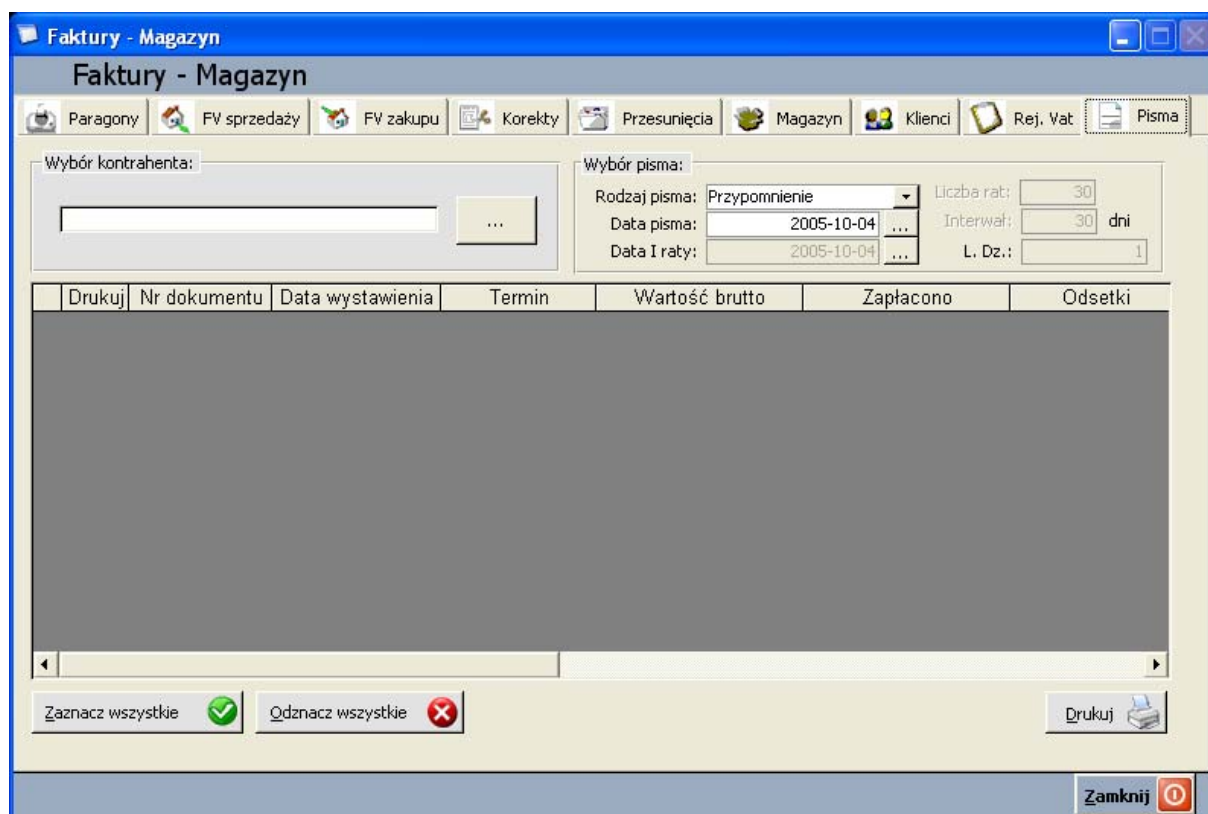 Faktury - Magazyn
Faktury - Magazyn
Paragony FV sprzedaży FV zakupu Korekty Przesunięcia Magazyn Klienci Rej. Vat Pisma
Wybór kontrahenta:
...
Wybór pisma:
Rodzaj pisma: Przypomnienie Liczba rat: 30
Data pisma: 2005-10-04 ... Interwał: 30 dni
Data I raty: 2005-10-04 ... L. Dz.: 1
Drukuj Nr dokumentu Data wystawienia Termin Wartość brutto Zapłacono Odsetki
Zaznacz wszystkie Odznacz wszystkie Drukuj
Zamknij